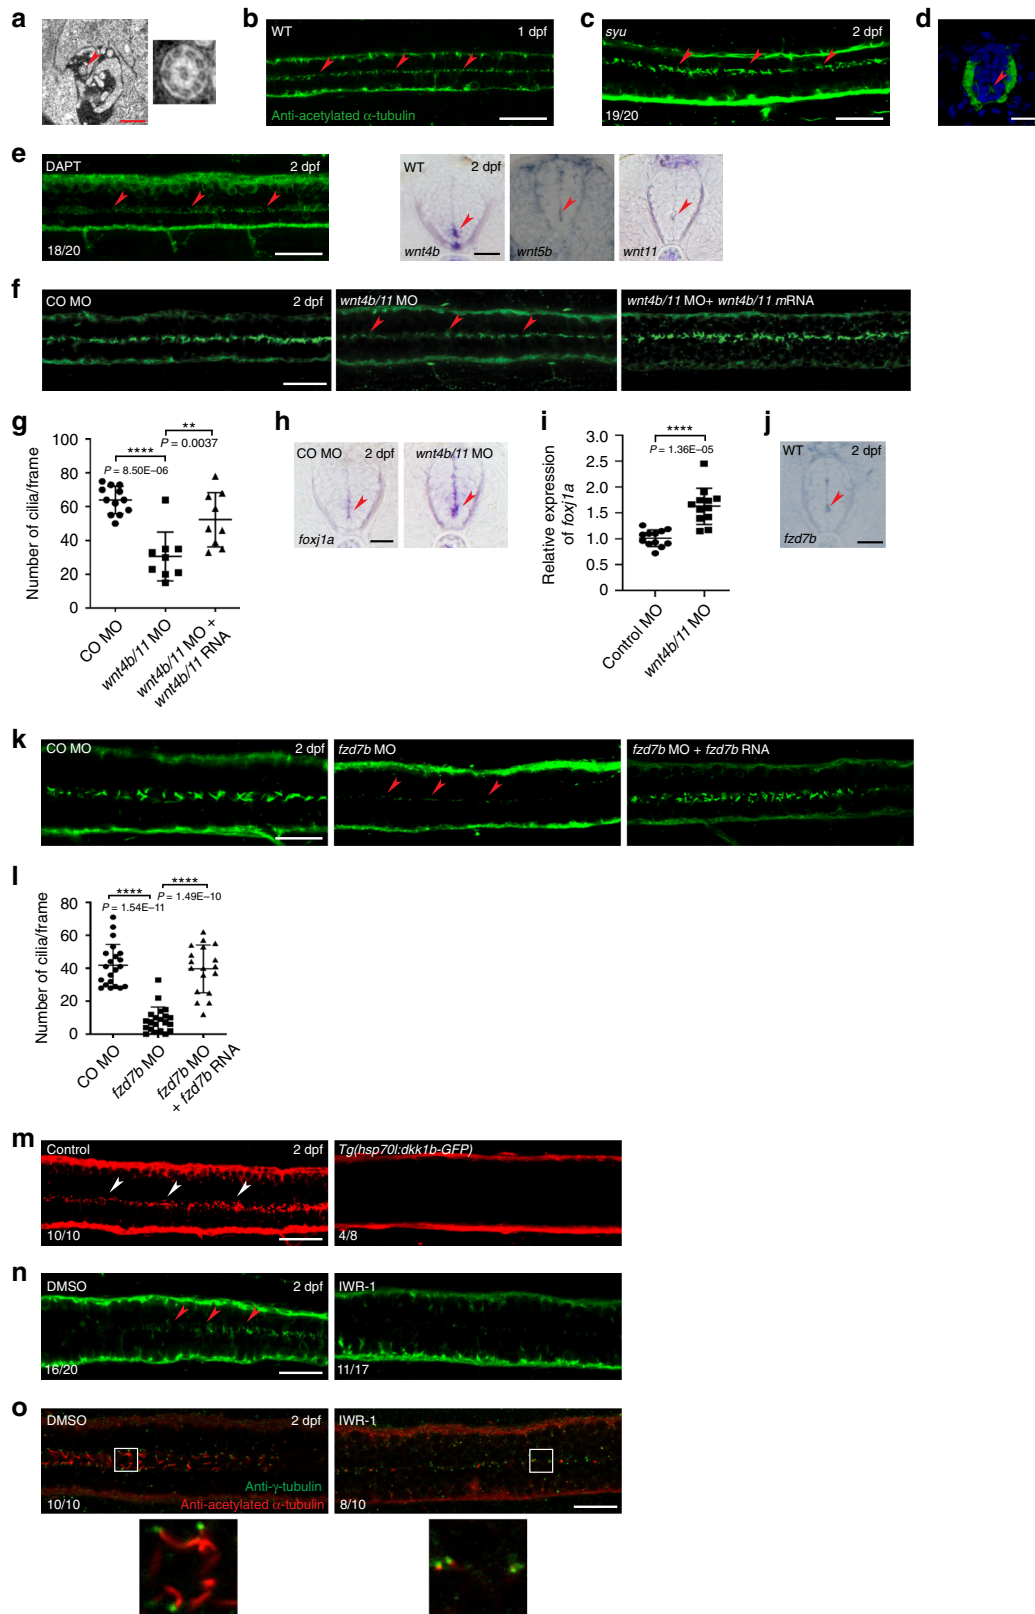 a
b
WT
1 dpf
Anti-acetylated α-tubulin
c
syu
2 dpf
19/20
d
e
DAPT
2 dpf
18/20
WT
2 dpf
wnt4b
wnt5b
wnt11
f
CO MO
2 dpf
wnt4b/11 MO
wnt4b/11 MO+ wnt4b/11 mRNA
g
**
P = 0.0037
****
P = 8.50E–06
100
80
60
40
20
0
Number of cilia/frame
CO MO
wnt4b/11 MO
wnt4b/11 MO +
wnt4b/11 RNA
h
CO MO
2 dpf
foxj1a
wnt4b/11 MO
i
****
P = 1.36E–05
3.0
2.5
2.0
1.5
1.0
0.5
0.0
Relative expression
of foxj1a
Control MO
wnt4b/11 MO
j
WT
2 dpf
fzd7b
k
CO MO
2 dpf
fzd7b MO
fzd7b MO + fzd7b RNA
l
****
****
P = 1.49E–10
P = 1.54E–11
80
60
40
20
0
Number of cilia/frame
CO MO
fzd7b MO
fzd7b MO
+ fzd7b RNA
m
Control
2 dpf
10/10
Tg(hsp70l:dkk1b-GFP)
4/8
n
DMSO
2 dpf
16/20
IWR-1
11/17
o
DMSO
2 dpf
Anti-γ-tubulin
Anti-acetylated α-tubulin
10/10
IWR-1
8/10